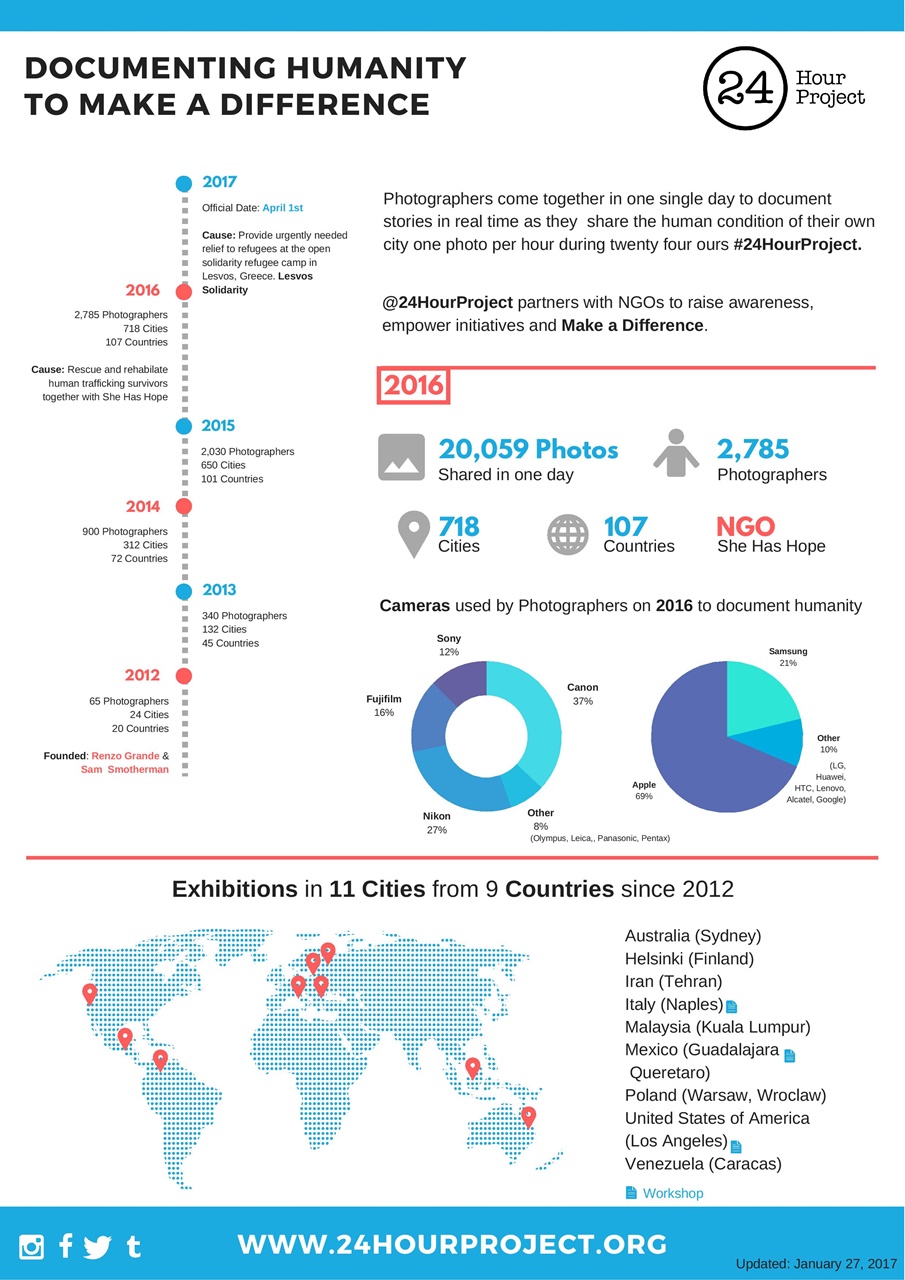 DOCUMENTING HUMANITY
TO MAKE A DIFFERENCE
24
Hour
Project
2017
Official Date: April 1st
Cause: Provide urgently needed
relief to refugees at the open
solidarity refugee camp in
Lesvos, Greece. Lesvos
Solidarity
2016
2,785 Photographers
718 Cities
107 Countries
Cause: Rescue and rehabilate
human trafficking survivors
together with She Has Hope
2015
2,030 Photographers
650 Cities
101 Countries
2014
900 Photographers
312 Cities
72 Countries
2013
340 Photographers
132 Cities
45 Countries
2012
65 Photographers
24 Cities
20 Countries
Founded: Renzo Grande &
Sam Smotherman
Photographers come together in one single day to document
stories in real time as they share the human condition of their own
city one photo per hour during twenty four ours #24HourProject.
@24HourProject partners with NGOs to raise awareness,
empower initiatives and Make a Difference.
2016
20,059 Photos
Shared in one day
2,785
Photographers
718
Cities
107
Countries
NGO
She Has Hope
Cameras used by Photographers on 2016 to document humanity
Sony
12%
Canon
37%
Fujifilm
16%
Nikon
27%
Other
8%
(Olympus, Leica,, Panasonic, Pentax)
Samsung
21%
Other
10%
(LG,
Huawei,
HTC, Lenovo,
Alcatel, Google)
Apple
69%
Exhibitions in 11 Cities from 9 Countries since 2012
Australia (Sydney)
Helsinki (Finland)
Iran (Tehran)
Italy (Naples)
Malaysia (Kuala Lumpur)
Mexico (Guadalajara
Queretaro)
Poland (Warsaw, Wroclaw)
United States of America
(Los Angeles)
Venezuela (Caracas)
Workshop
WWW.24HOURPROJECT.ORG
Updated: January 27, 2017